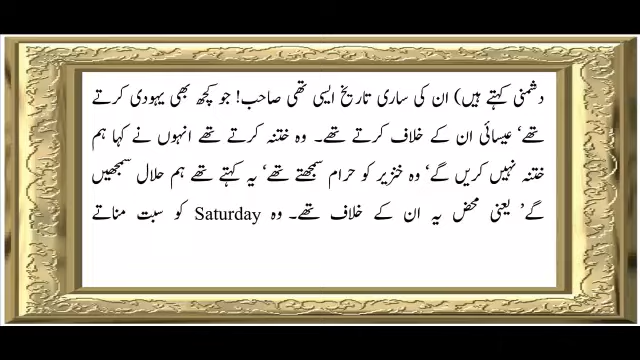 دشمنی کہتے ہیں) ان کی ساری تاریخ ایسی تھی صاحب! جو کچھ بھی یہودی کرتے
تھے‘ عیسائی ان کے خلاف کرتے تھے۔ وہ ختنہ کرتے تھے انہوں نے کہا ہم
ختنہ نہیں کریں گے‘ وہ خنزیر کو حرام سمجھتے تھے‘ یہ کہتے تھے ہم حلال سمجھیں
گے‘ یعنی محض یہ ان کے خلاف تھے۔ وہ Saturday کو سبت مناتے